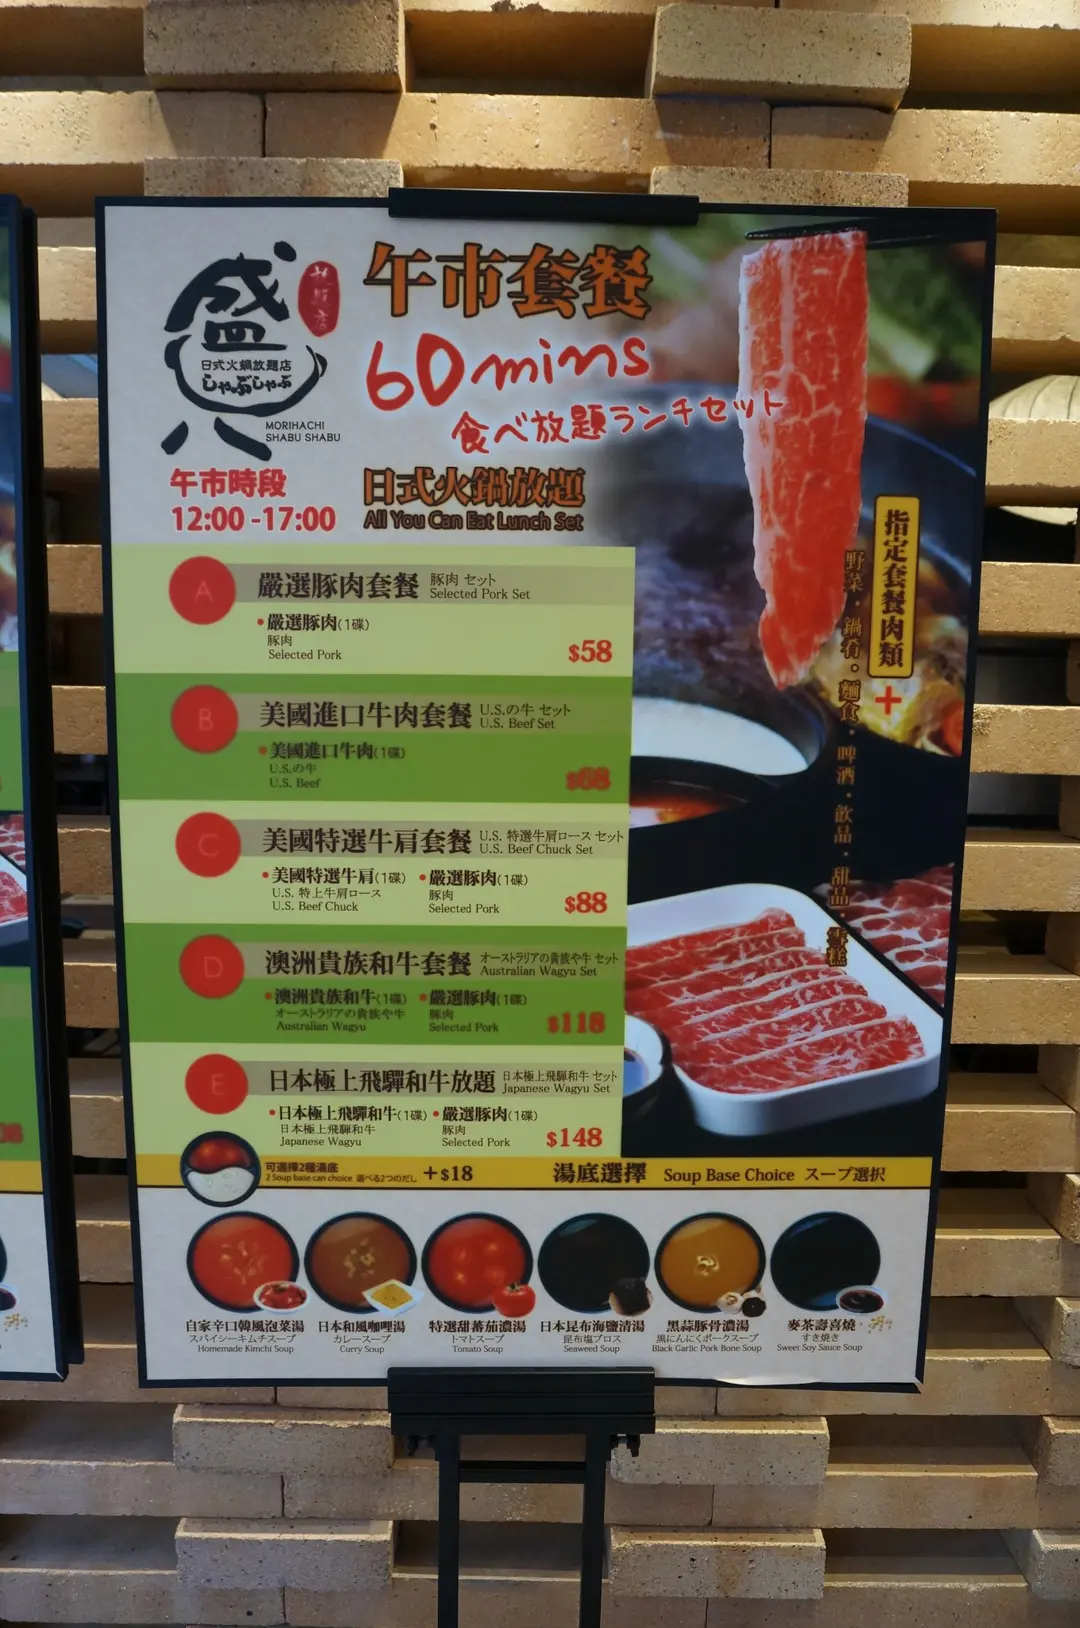 盛
日式火鍋放題店
しゃぶしゃぶ
八
MORIHACHI
SHABU SHABU
午市套餐
60mins
食べ放題ランチセット
午市時段
12:00 -17:00
日式火鍋放題
All You Can Eat Lunch Set
A
嚴選豚肉套餐 豚肉 セット
Selected Pork Set
•嚴選豚肉(1碟)
豚肉
Selected Pork
$58
B
美國進口牛肉套餐 U.S.の牛 セット
U.S. Beef Set
•美國進口牛肉(1碟)
U.S.の牛
U.S. Beef
$68
C
美國特選牛肩套餐 U.S. 特選牛肩ロース セット
U.S. Beef Chuck Set
•美國特選牛肩(1碟) •嚴選豚肉(1碟)
U.S. 特上牛肩ロース 豚肉
U.S. Beef Chuck Selected Pork
$88
D
澳洲貴族和牛套餐 オーストラリアの貴族や牛 セット
Australian Wagyu Set
•澳洲貴族和牛(1碟) •嚴選豚肉(1碟)
オーストラリアの貴族や牛 豚肉
Australian Wagyu Selected Pork
$118
E
日本極上飛驒和牛放題 日本極上飛騨和牛 セット
Japanese Wagyu Set
•日本極上飛驒和牛(1碟) •嚴選豚肉(1碟)
日本極上飛騨和牛 豚肉
Japanese Wagyu Selected Pork
$148
指定套餐肉類
+
野菜・鍋肴・麵食・啤酒・飲品・甜品・雪糕
可選擇2種湯底
2 Soup base can choice 選べる2つのだし
+$18
湯底選擇 Soup Base Choice スープ選択
自家辛口韓風泡菜湯
スパイシーキムチスープ
Homemade Kimchi Soup
日本和風咖喱湯
カレースープ
Curry Soup
特選甜蕃茄濃湯
トマトスープ
Tomato Soup
日本昆布海鹽清湯
昆布塩ブロス
Seaweed Soup
黑蒜豚骨濃湯
黒にんにくポークスープ
Black Garlic Pork Bone Soup
麥茶壽喜燒
すき焼き
Sweet Soy Sauce Soup